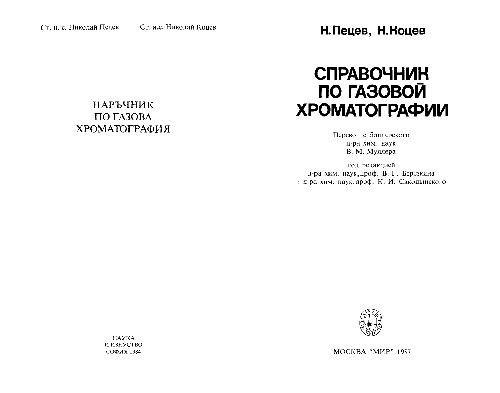 Ст. н. с. Николай Пецев Ст. н.с. Николай Коцев
НАРЪЧНИК
ПО ГАЗОВА
ХРОМАТОГРАФИЯ
НАУКА
И ИЗКУСТВО
СОФИЯ 1984
Н.Пецев, Н.Коцев
СПРАВОЧНИК
ПО ГАЗОВОЙ
ХРОМАТОГРАФИИ
Перевод с болгарского
д-ра хим. наук
В. М. Муллера
под редакцией
д-ра хим. наук, проф. В. Г. Березкина
и д-ра хим. наук, проф. К. И. Сакодынского
МОСКВА "МИР" 1987